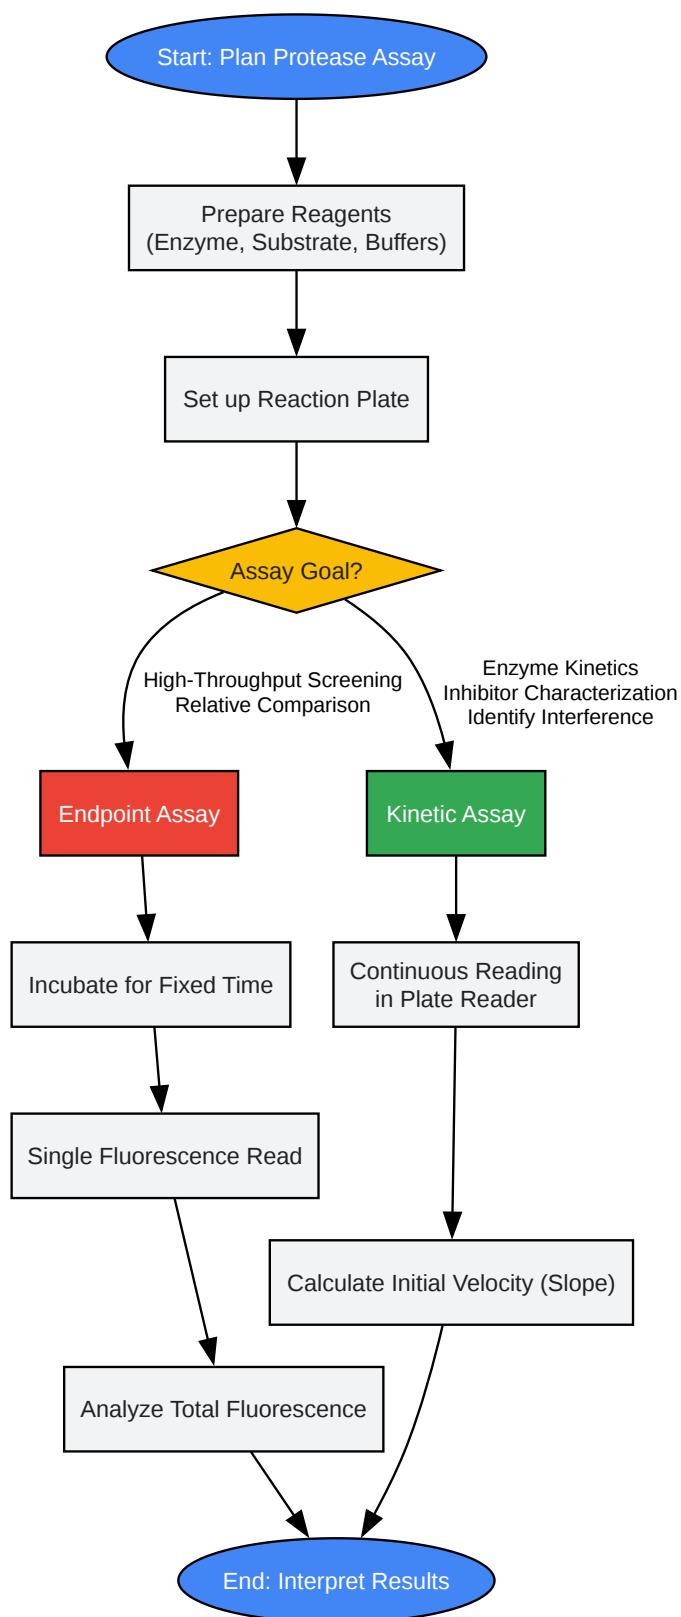 Start: Plan Protease Assay
Prepare Reagents
(Enzyme, Substrate, Buffers)
Set up Reaction Plate
Assay Goal?
High-Throughput Screening
Relative Comparison
Enzyme Kinetics
Inhibitor Characterization
Identify Interference
Endpoint Assay
Kinetic Assay
Incubate for Fixed Time
Continuous Reading
in Plate Reader
Single Fluorescence Read
Calculate Initial Velocity (Slope)
Analyze Total Fluorescence
End: Interpret Results